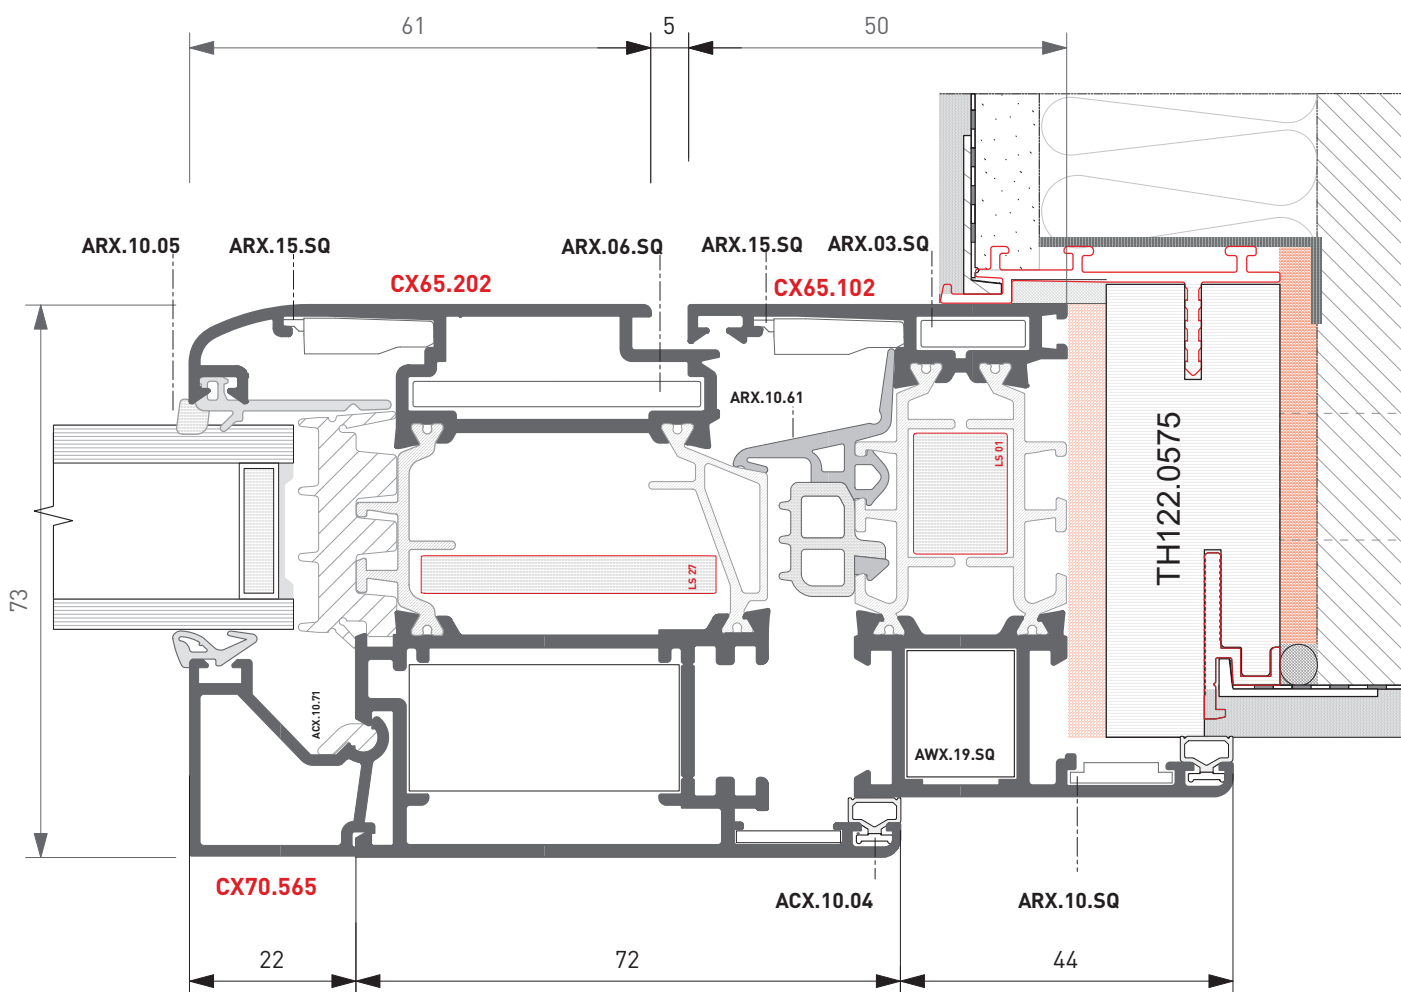 61
5
50
ARX.10.05
ARX.15.SQ
ARX.06.SQ
ARX.15.SQ
ARX.03.SQ
CX65.202
CX65.102
ARX.10.61
LS 01
TH122.0575
LS 27
73
ACX.10.71
AWX.19.SQ
CX70.565
ACX.10.04
ARX.10.SQ
22
72
44